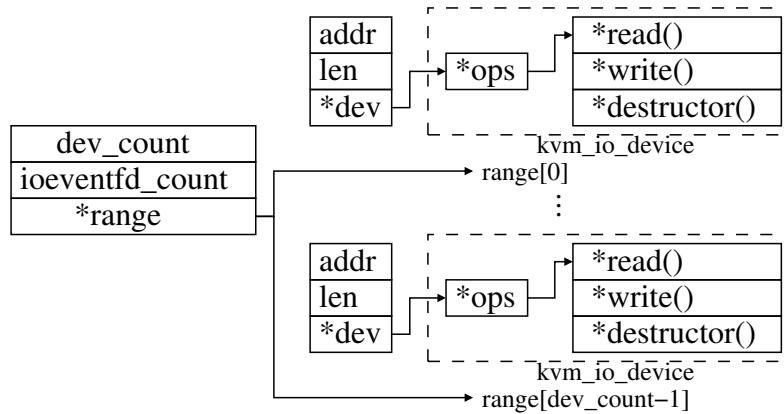 addr
len
*dev
*ops
*read()
*write()
*destructor()
kvm_io_device
range[0]
dev_count
ioeventfd_count
*range
⋮
addr
len
*dev
*ops
*read()
*write()
*destructor()
kvm_io_device
range[dev_count−1]